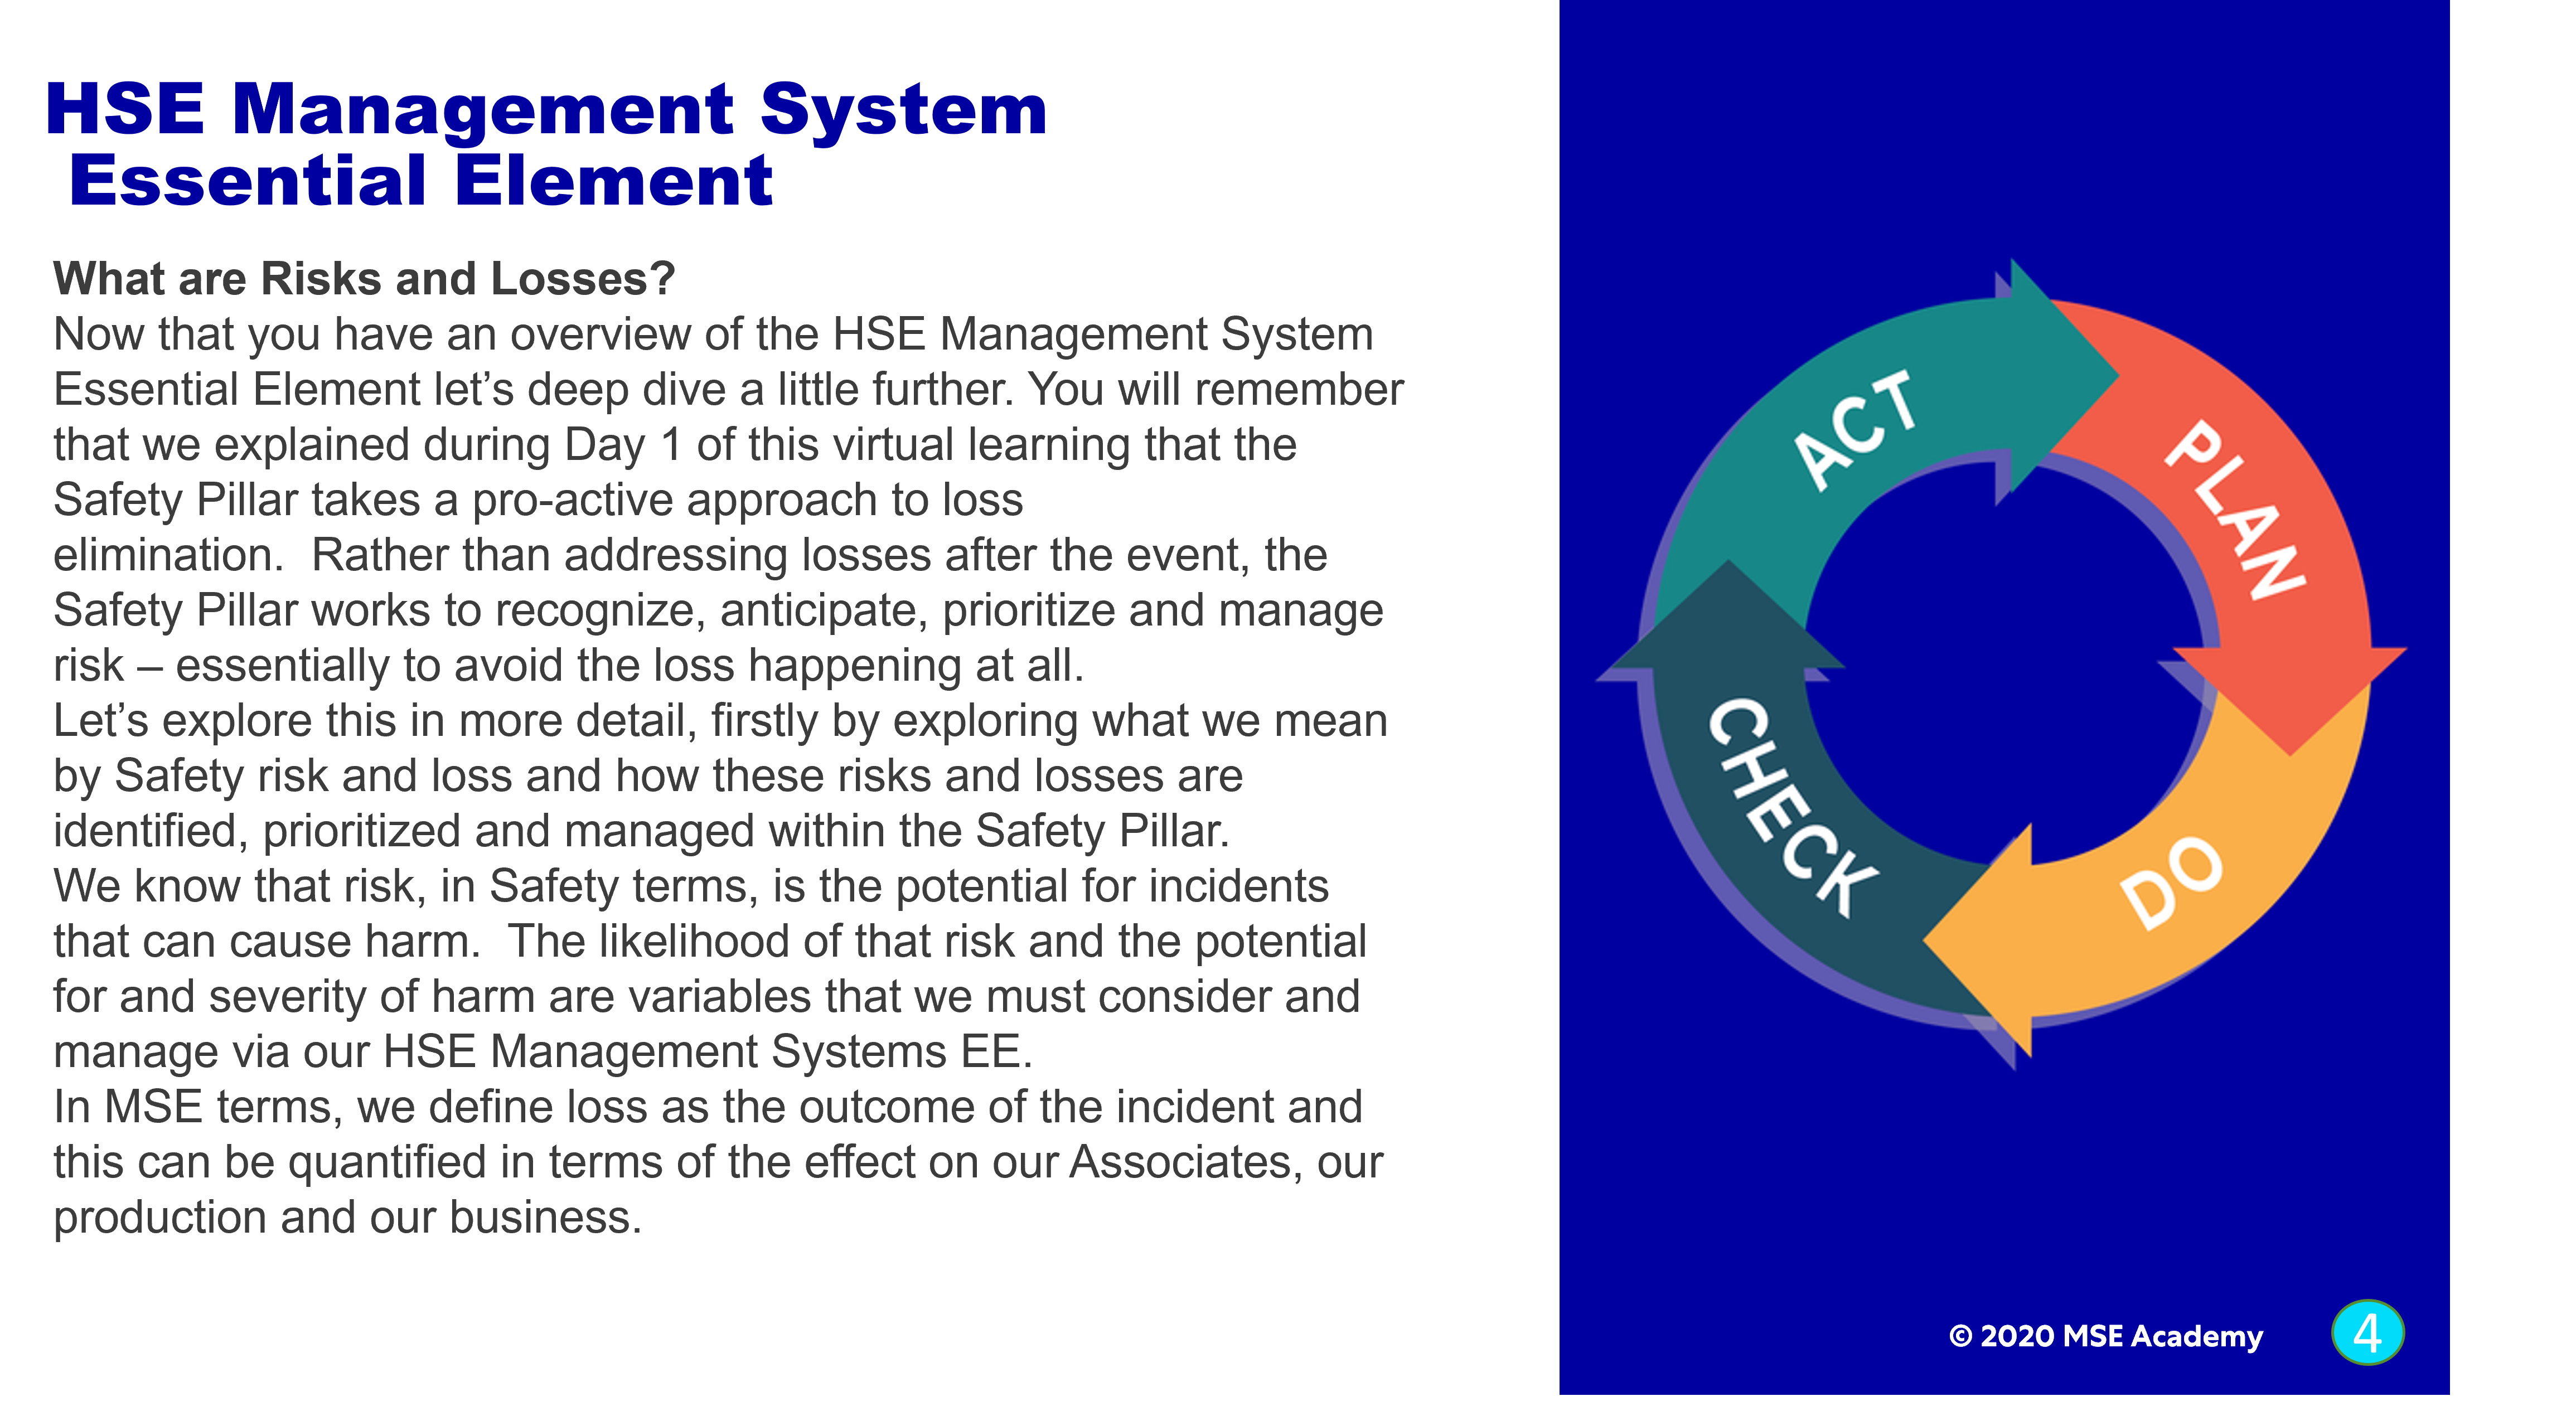 HSE Management System
Essential Element
What are Risks and Losses?
Now that you have an overview of the HSE Management System
Essential Element let’s deep dive a little further. You will remember
that we explained during Day 1 of this virtual learning that the
Safety Pillar takes a pro-active approach to loss
elimination.  Rather than addressing losses after the event, the
Safety Pillar works to recognize, anticipate, prioritize and manage
risk – essentially to avoid the loss happening at all.
Let’s explore this in more detail, firstly by exploring what we mean
by Safety risk and loss and how these risks and losses are
identified, prioritized and managed within the Safety Pillar.
We know that risk, in Safety terms, is the potential for incidents
that can cause harm.  The likelihood of that risk and the potential
for and severity of harm are variables that we must consider and
manage via our HSE Management Systems EE.
In MSE terms, we define loss as the outcome of the incident and
this can be quantified in terms of the effect on our Associates, our
production and our business.
ACT
PLAN
CHECK
DO
© 2020 MSE Academy
4